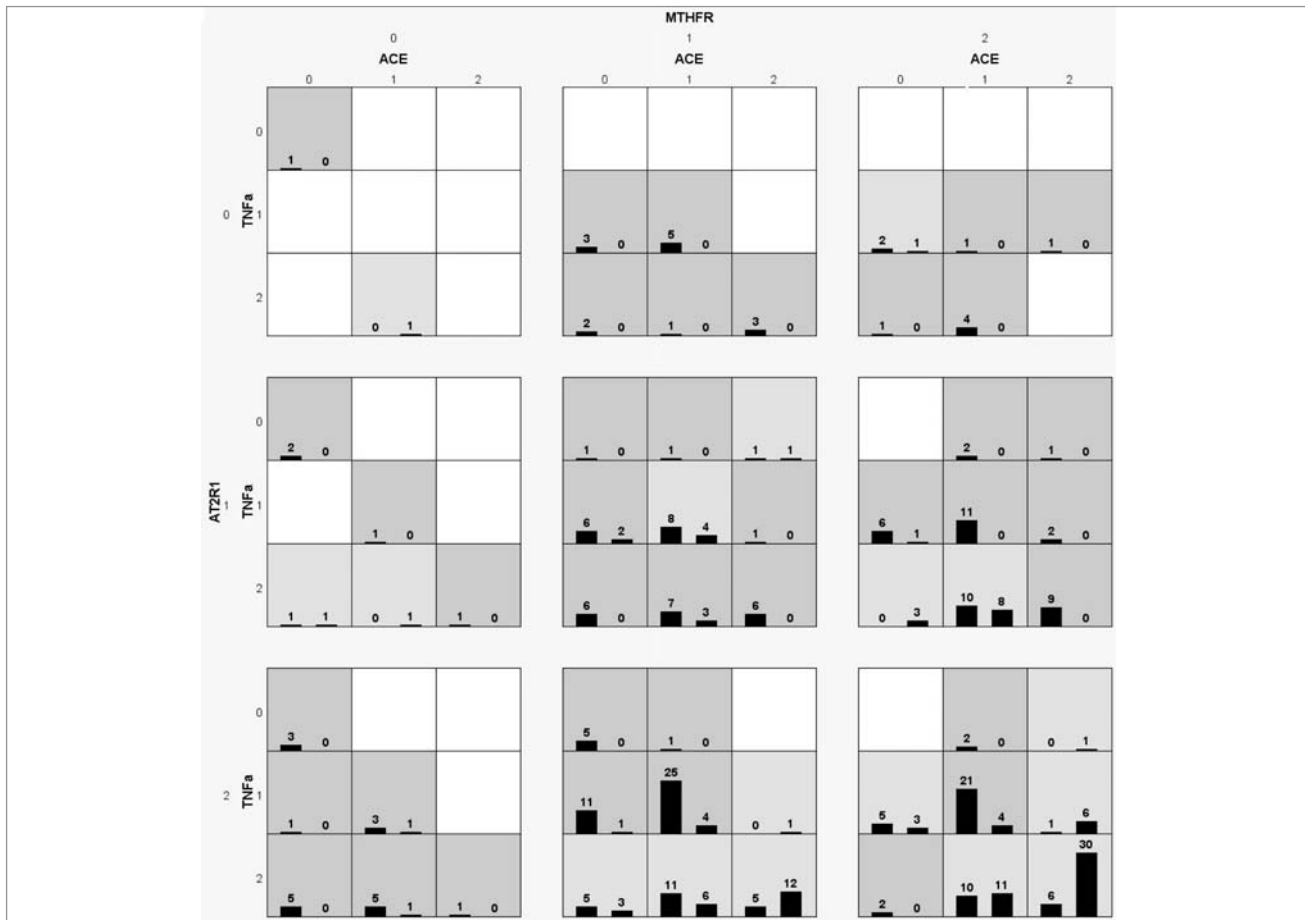 MTHFR
0 1 2
ACE ACE ACE
0 1 2 0 1 2 0 1 2
0
1 0
0 TNFa 1
3 0 5 0 2 1 1 0 1 0
2
0 1 2 0 1 0 3 0 1 0 4 0
0
2 0 1 0 1 0 1 1 2 0 1 0
AT2R1 1 TNFa 1
1 0 6 2 8 4 1 0 6 1 11 0 2 0
2
1 1 0 1 1 0 6 0 7 3 6 0 0 3 10 8 9 0
0
3 0 5 0 1 0 2 0 0 1
2 TNFa 1
1 0 3 1 11 1 25 4 0 1 5 3 21 4 1 6
2
5 0 5 1 1 0 5 3 11 6 5 12 2 0 10 11 6 30